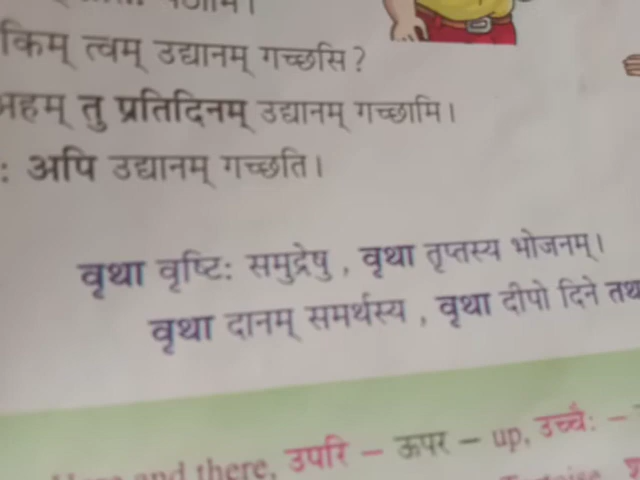 किम् त्वम् उद्यानम् गच्छसि?
अहम् तु प्रतिदिनम् उद्यानम् गच्छामि।
: अपि उद्यानम् गच्छति।
वृथा वृष्टि: समुद्रेषु , वृथा तृप्तस्य भोजनम्।
वृथा दानम् समर्थस्य , वृथा दीपो दिने
and there, उपरि – ऊपर – up, उच्चै: –